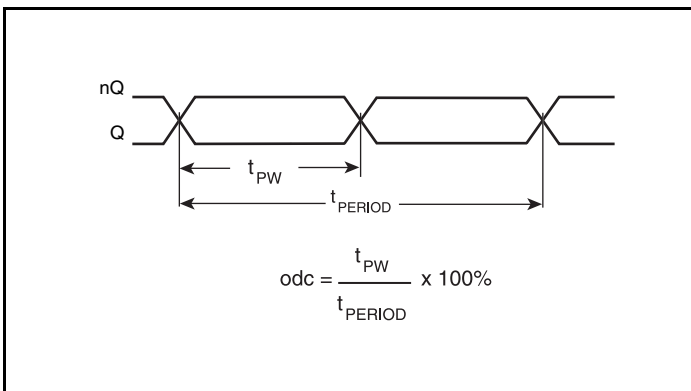 nQ
Q
tPW
tPERIOD
odc = tPW / tPERIOD x 100%